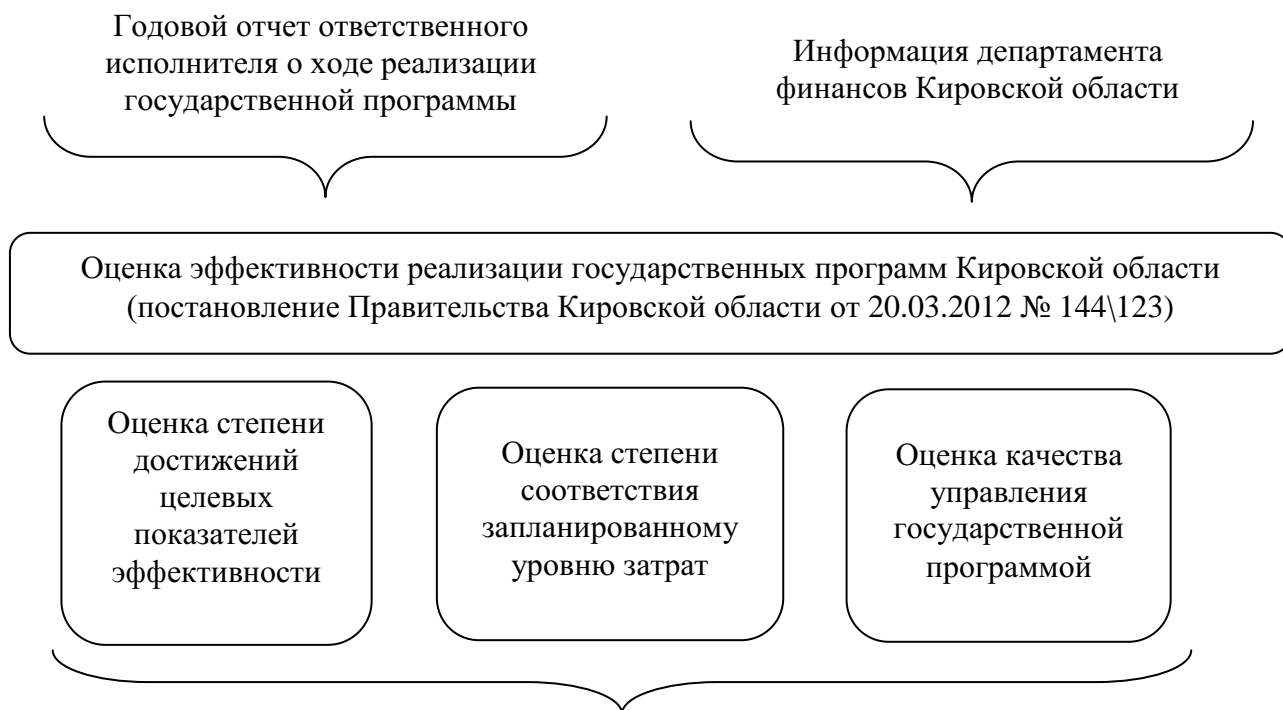 Годовой отчет ответственного
исполнителя о ходе реализации
государственной программы
Информация департамента
финансов Кировской области
Оценка эффективности реализации государственных программ Кировской области
(постановление Правительства Кировской области от 20.03.2012 № 144\123)
Оценка степени
достижений
целевых
показателей
эффективности
Оценка степени
соответствия
запланированному
уровню затрат
Оценка качества
управления
государственной
программой